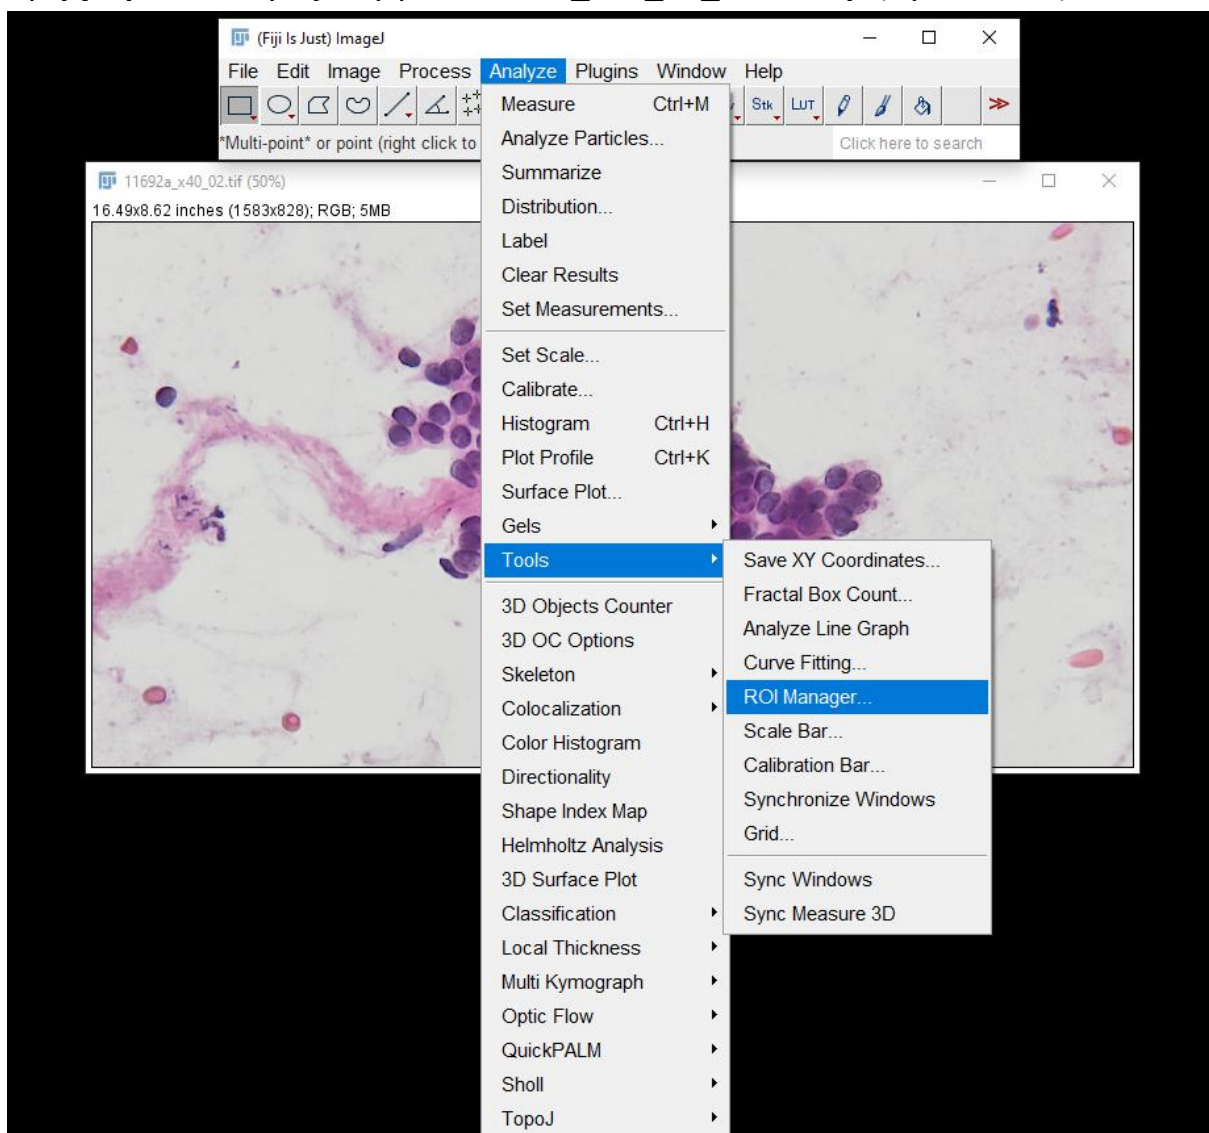 (Fiji Is Just) ImageJ
File Edit Image Process Analyze Plugins Window Help
Stk LUT
*Multi-point* or point (right click to
Click here to search
11692a_x40_02.tif (50%)
16.49x8.62 inches (1583x828); RGB; 5MB
Measure Ctrl+M
Analyze Particles...
Summarize
Distribution...
Label
Clear Results
Set Measurements...
Set Scale...
Calibrate...
Histogram Ctrl+H
Plot Profile Ctrl+K
Surface Plot...
Gels
Tools
3D Objects Counter
3D OC Options
Skeleton
Colocalization
Color Histogram
Directionality
Shape Index Map
Helmholtz Analysis
3D Surface Plot
Classification
Local Thickness
Multi Kymograph
Optic Flow
QuickPALM
Sholl
TopoJ
Save XY Coordinates...
Fractal Box Count...
Analyze Line Graph
Curve Fitting...
ROI Manager...
Scale Bar...
Calibration Bar...
Synchronize Windows
Grid...
Sync Windows
Sync Measure 3D